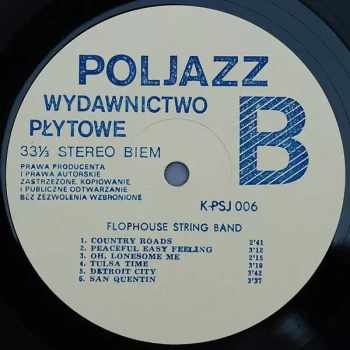 POLJAZZ
WYDAWNICTWO
PŁYTOWE
B
33⅓ STEREO BIEM
PRAWA PRODUCENTA
I PRAWA AUTORSKIE
ZASTRZEŻONE. KOPIOWANIE
I PUBLICZNE ODTWARZANIE
BEZ ZEZWOLENIA WZBRONIONE
K-PSJ 006
FLOPHOUSE STRING BAND
1. COUNTRY ROADS 2'41
2. PEACEFUL EASY FEELING 3'12
3. OH, LONESOME ME 2'15
4. TULSA TIME 3'18
5. DETROIT CITY 3'42
6. SAN QUENTIN 3'37